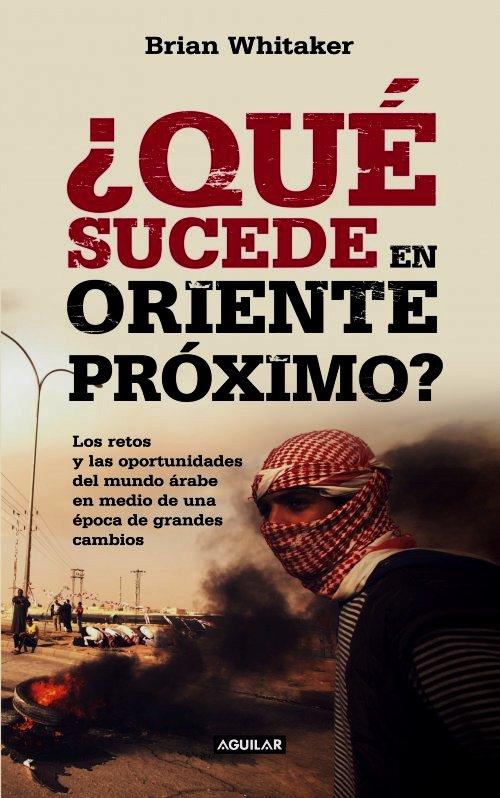 Brian Whitaker
¿QUÉ
SUCEDE EN
ORIENTE
PRÓXIMO?
Los retos
y las oportunidades
del mundo árabe
en medio de una
época de grandes
cambios
AGUILAR